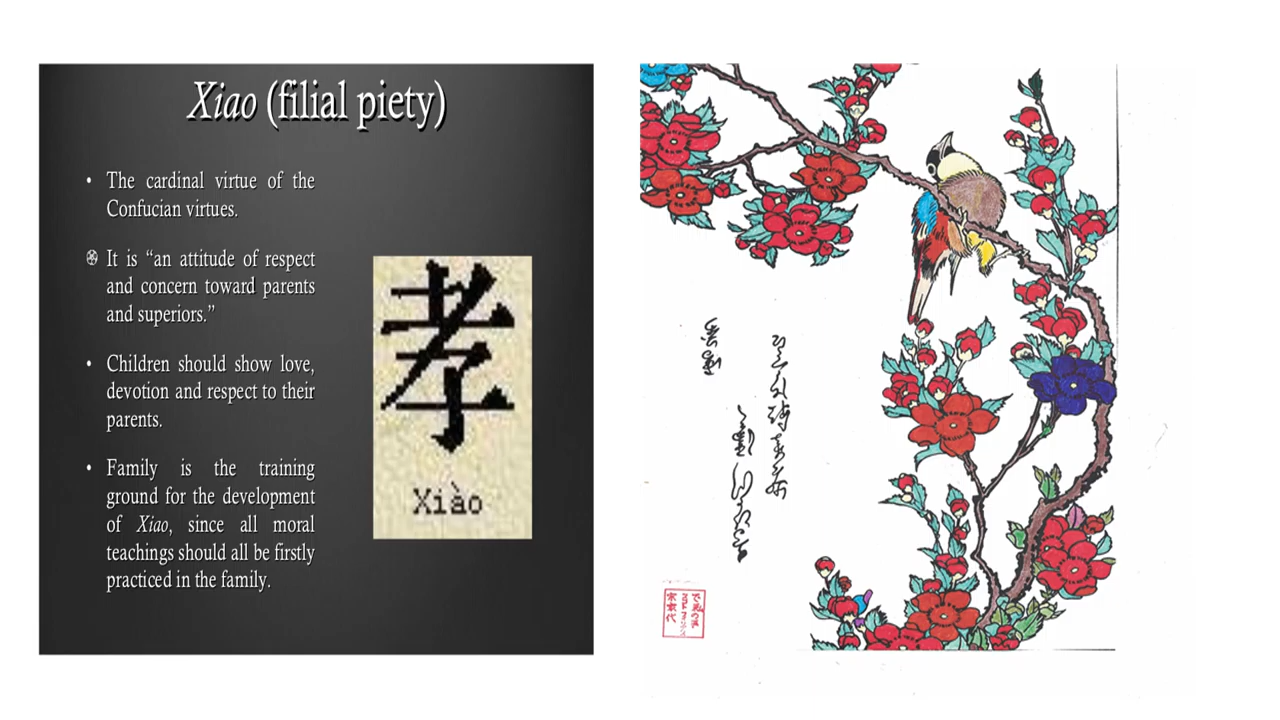 Xiao (filial piety)
• The cardinal virtue of the
Confucian virtues.
It is “an attitude of respect
and concern toward parents
and superiors.”
• Children should show love,
devotion and respect to their
parents.
• Family is the training
ground for the development
of Xiao, since all moral
teachings should all be firstly
practiced in the family.
孝
Xiào